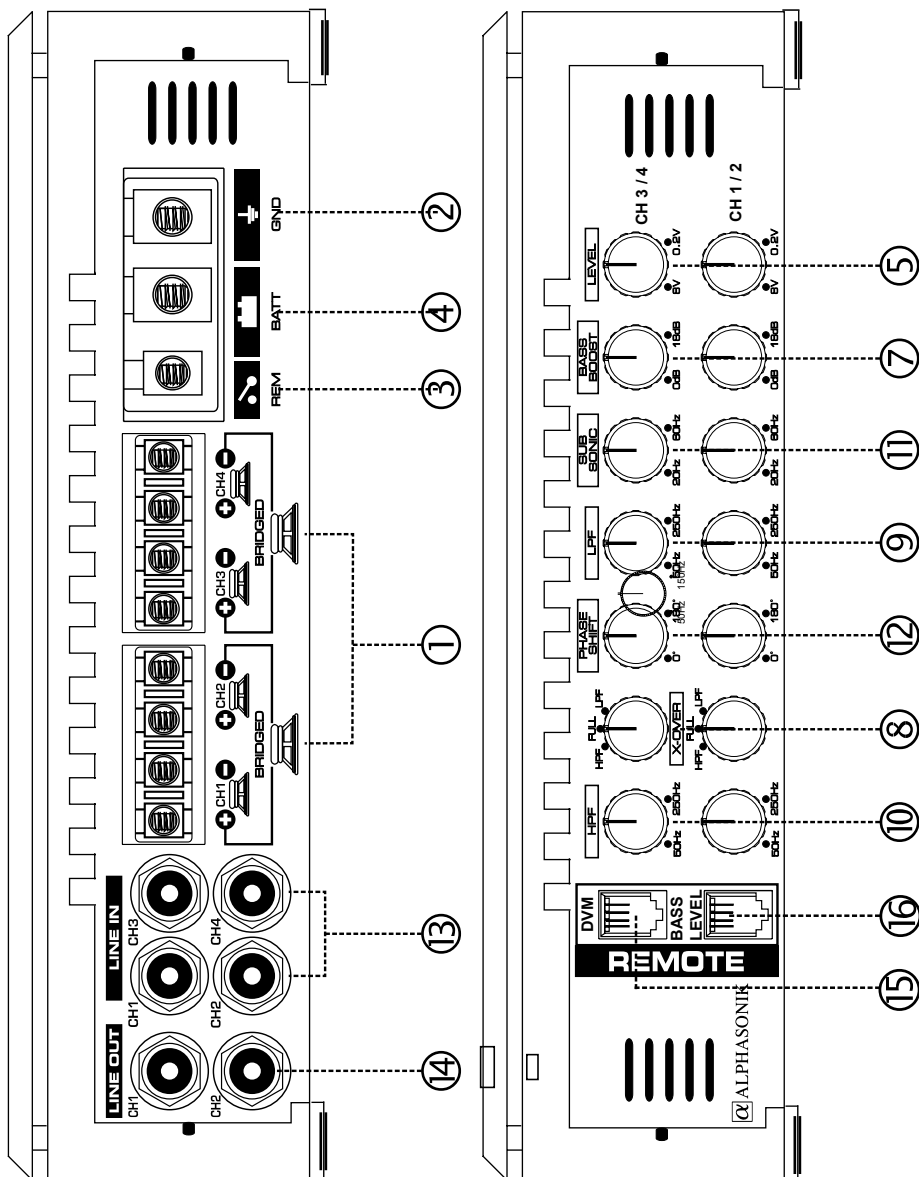 LINE OUT
LINE IN
CH1
CH1
CH3
CH2
CH2
CH4
+ CH1 −
+ CH2 −
BRIDGED
+ CH3 −
+ CH4 −
BRIDGED
REM
BATT
GND
14
13
1
3
4
2
REMOTE
DVM
BASS
LEVEL
HPF
X-OVER
PHASE
SHIFT
LPF
SUB
SONIC
BASS
BOOST
LEVEL
HPF FULL LPF
0° 180°
50Hz 150Hz
50Hz 250Hz
20Hz
0dB 18dB
8V 0.2V
CH 3 / 4
50Hz 250Hz
HPF FULL LPF
0° 180°
50Hz 250Hz
20Hz
0dB 18dB
8V 0.2V
CH 1 / 2
α ALPHASONIK
15
16
10
8
12
9
11
7
5